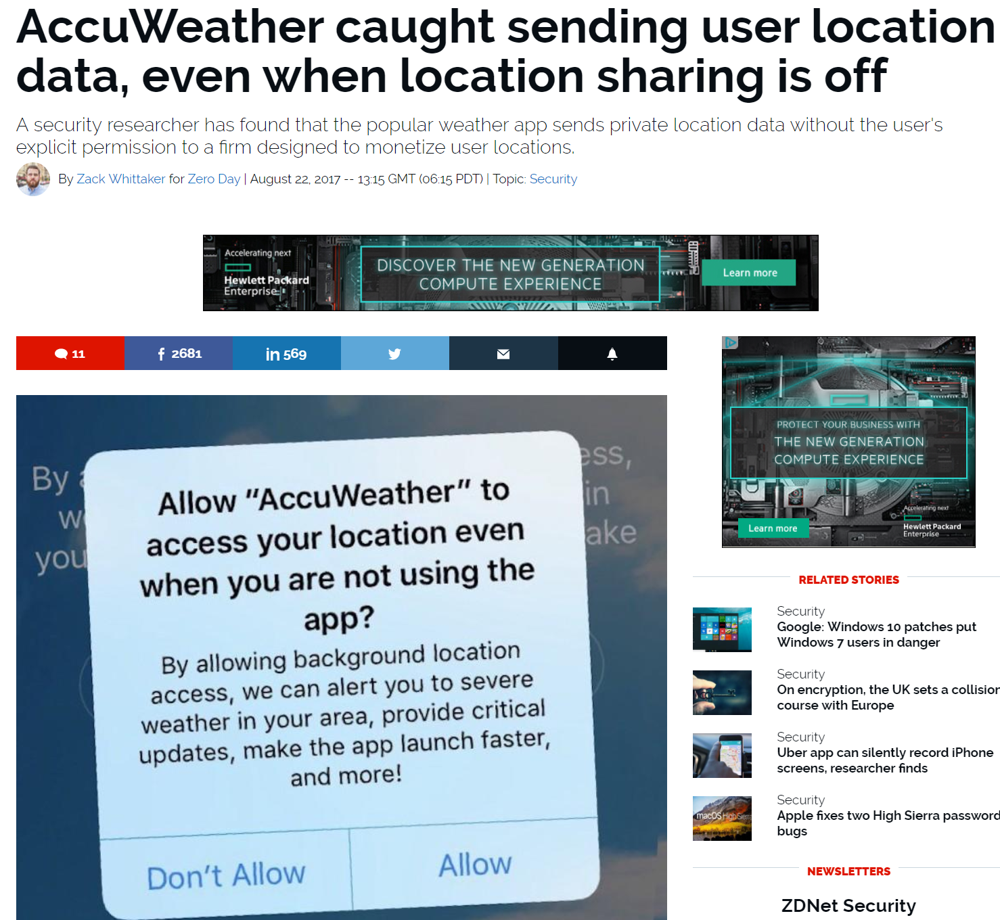 AccuWeather caught sending user location
data, even when location sharing is off
A security researcher has found that the popular weather app sends private location data without the user's
explicit permission to a firm designed to monetize user locations.
By Zack Whittaker for Zero Day | August 22, 2017 -- 13:15 GMT (06:15 PDT) | Topic: Security
Accelerating next
Hewlett Packard
Enterprise
DISCOVER THE NEW GENERATION
COMPUTE EXPERIENCE
Learn more
11
2681
in 569
By
ess,
in
ake
you
Allow “AccuWeather” to
access your location even
when you are not using the
app?
By allowing background location
access, we can alert you to severe
weather in your area, provide critical
updates, make the app launch faster,
and more!
Don’t Allow
Allow
PROTECT YOUR BUSINESS WITH
THE NEW GENERATION
COMPUTE EXPERIENCE
Accelerating next
Hewlett Packard
Enterprise
Learn more
RELATED STORIES
Security
Google: Windows 10 patches put
Windows 7 users in danger
Security
On encryption, the UK sets a collision
course with Europe
Security
Uber app can silently record iPhone
screens, researcher finds
macOS High Sierra
Security
Apple fixes two High Sierra password
bugs
NEWSLETTERS
ZDNet Security